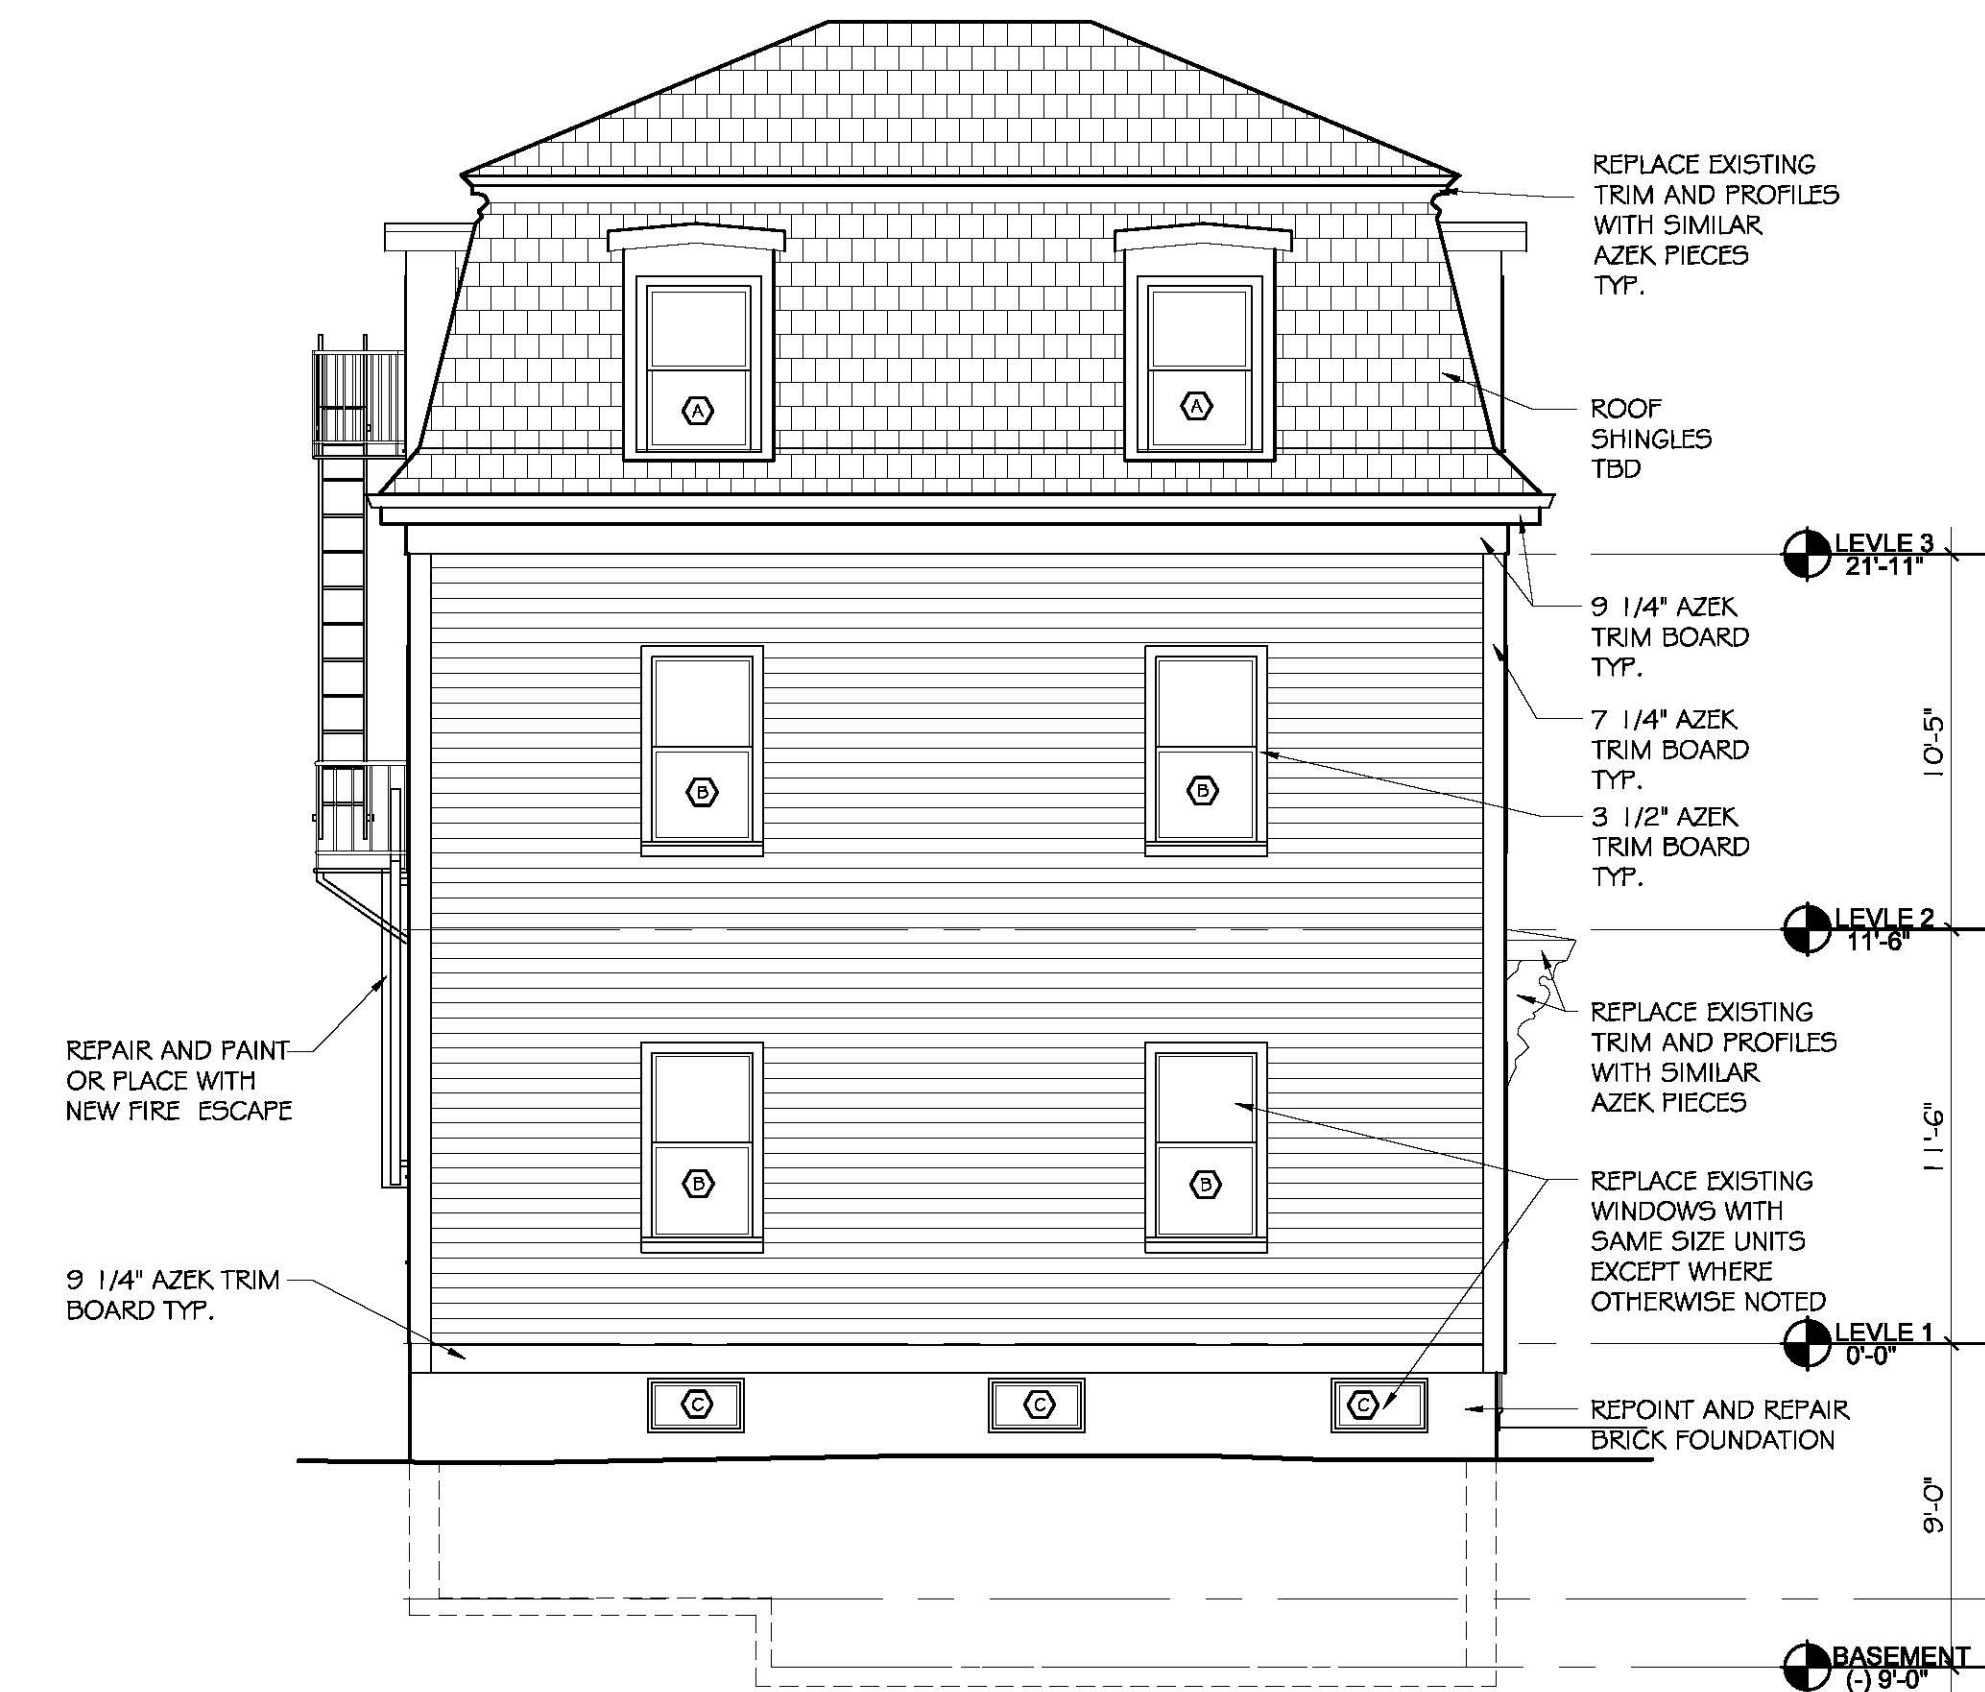 REPLACE EXISTING
TRIM AND PROFILES
WITH SIMILAR
AZEK PIECES
TYP.
A
A
ROOF
SHINGLES
TBD
LEVLE 3
21'-11"
9 1/4" AZEK
TRIM BOARD
TYP.
7 1/4" AZEK
TRIM BOARD
TYP.
10'-5"
B
B
3 1/2" AZEK
TRIM BOARD
TYP.
LEVLE 2
11'-6"
REPLACE EXISTING
TRIM AND PROFILES
WITH SIMILAR
AZEK PIECES
REPAIR AND PAINT
OR PLACE WITH
NEW FIRE ESCAPE
11'-6"
B
B
REPLACE EXISTING
WINDOWS WITH
SAME SIZE UNITS
EXCEPT WHERE
OTHERWISE NOTED
9 1/4" AZEK TRIM
BOARD TYP.
LEVLE 1
0'-0"
C
C
C
REPOINT AND REPAIR
BRICK FOUNDATION
9'-0"
BASEMENT
(-) 9'-0"